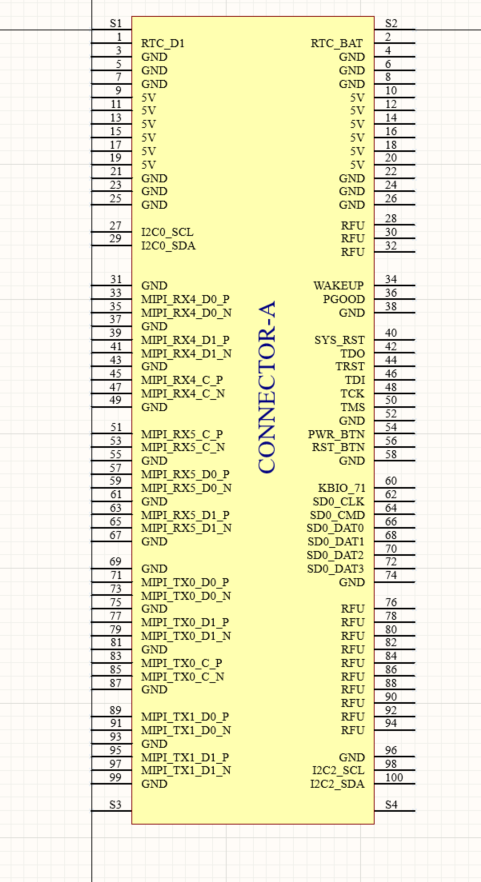 S1 S2
1 RTC_D1 RTC_BAT 2
3 GND GND 4
5 GND GND 6
7 GND GND 8
9 5V 5V 10
11 5V 5V 12
13 5V 5V 14
15 5V 5V 16
17 5V 5V 18
19 5V 5V 20
21 GND GND 22
23 GND GND 24
25 GND GND 26
RFU 28
27 I2C0_SCL RFU 30
29 I2C0_SDA RFU 32
31 GND WAKEUP 34
33 MIPI_RX4_D0_P PGOOD 36
35 MIPI_RX4_D0_N GND 38
37 GND
39 MIPI_RX4_D1_P SYS_RST 40
41 MIPI_RX4_D1_N TDO 42
43 GND TRST 44
45 MIPI_RX4_C_P TDI 46
47 MIPI_RX4_C_N TCK 48
49 GND TMS 50
GND 52
51 MIPI_RX5_C_P PWR_BTN 54
53 MIPI_RX5_C_N RST_BTN 56
55 GND GND 58
57 MIPI_RX5_D0_P
59 MIPI_RX5_D0_N KBIO_71 60
61 GND SD0_CLK 62
63 MIPI_RX5_D1_P SD0_CMD 64
65 MIPI_RX5_D1_N SD0_DAT0 66
67 GND SD0_DAT1 68
SD0_DAT2 70
69 GND SD0_DAT3 72
71 MIPI_TX0_D0_P GND 74
73 MIPI_TX0_D0_N
75 GND RFU 76
77 MIPI_TX0_D1_P RFU 78
79 MIPI_TX0_D1_N RFU 80
81 GND RFU 82
83 MIPI_TX0_C_P RFU 84
85 MIPI_TX0_C_N RFU 86
87 GND RFU 88
RFU 90
89 MIPI_TX1_D0_P RFU 92
91 MIPI_TX1_D0_N RFU 94
93 GND
95 MIPI_TX1_D1_P GND 96
97 MIPI_TX1_D1_N I2C2_SCL 98
99 GND I2C2_SDA 100
S3 S4
CONNECTOR-A